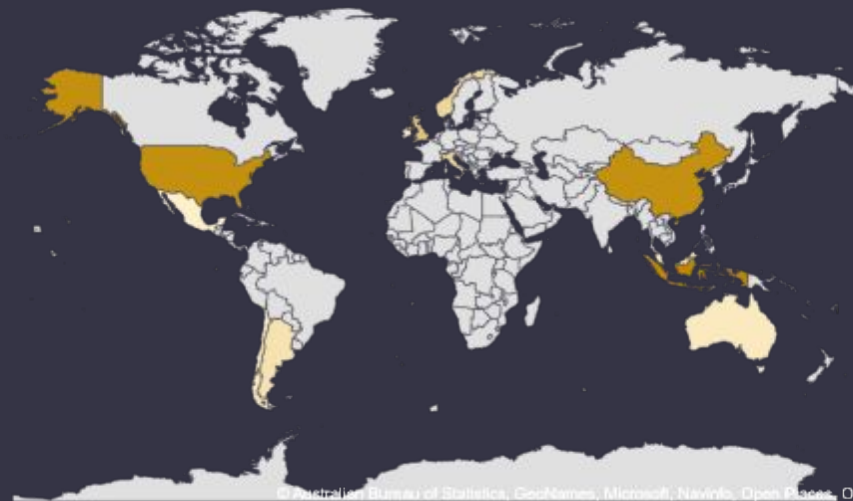 © Australian Bureau of Statistics, GeoNames, Microsoft, Navinfo, Open Places, O